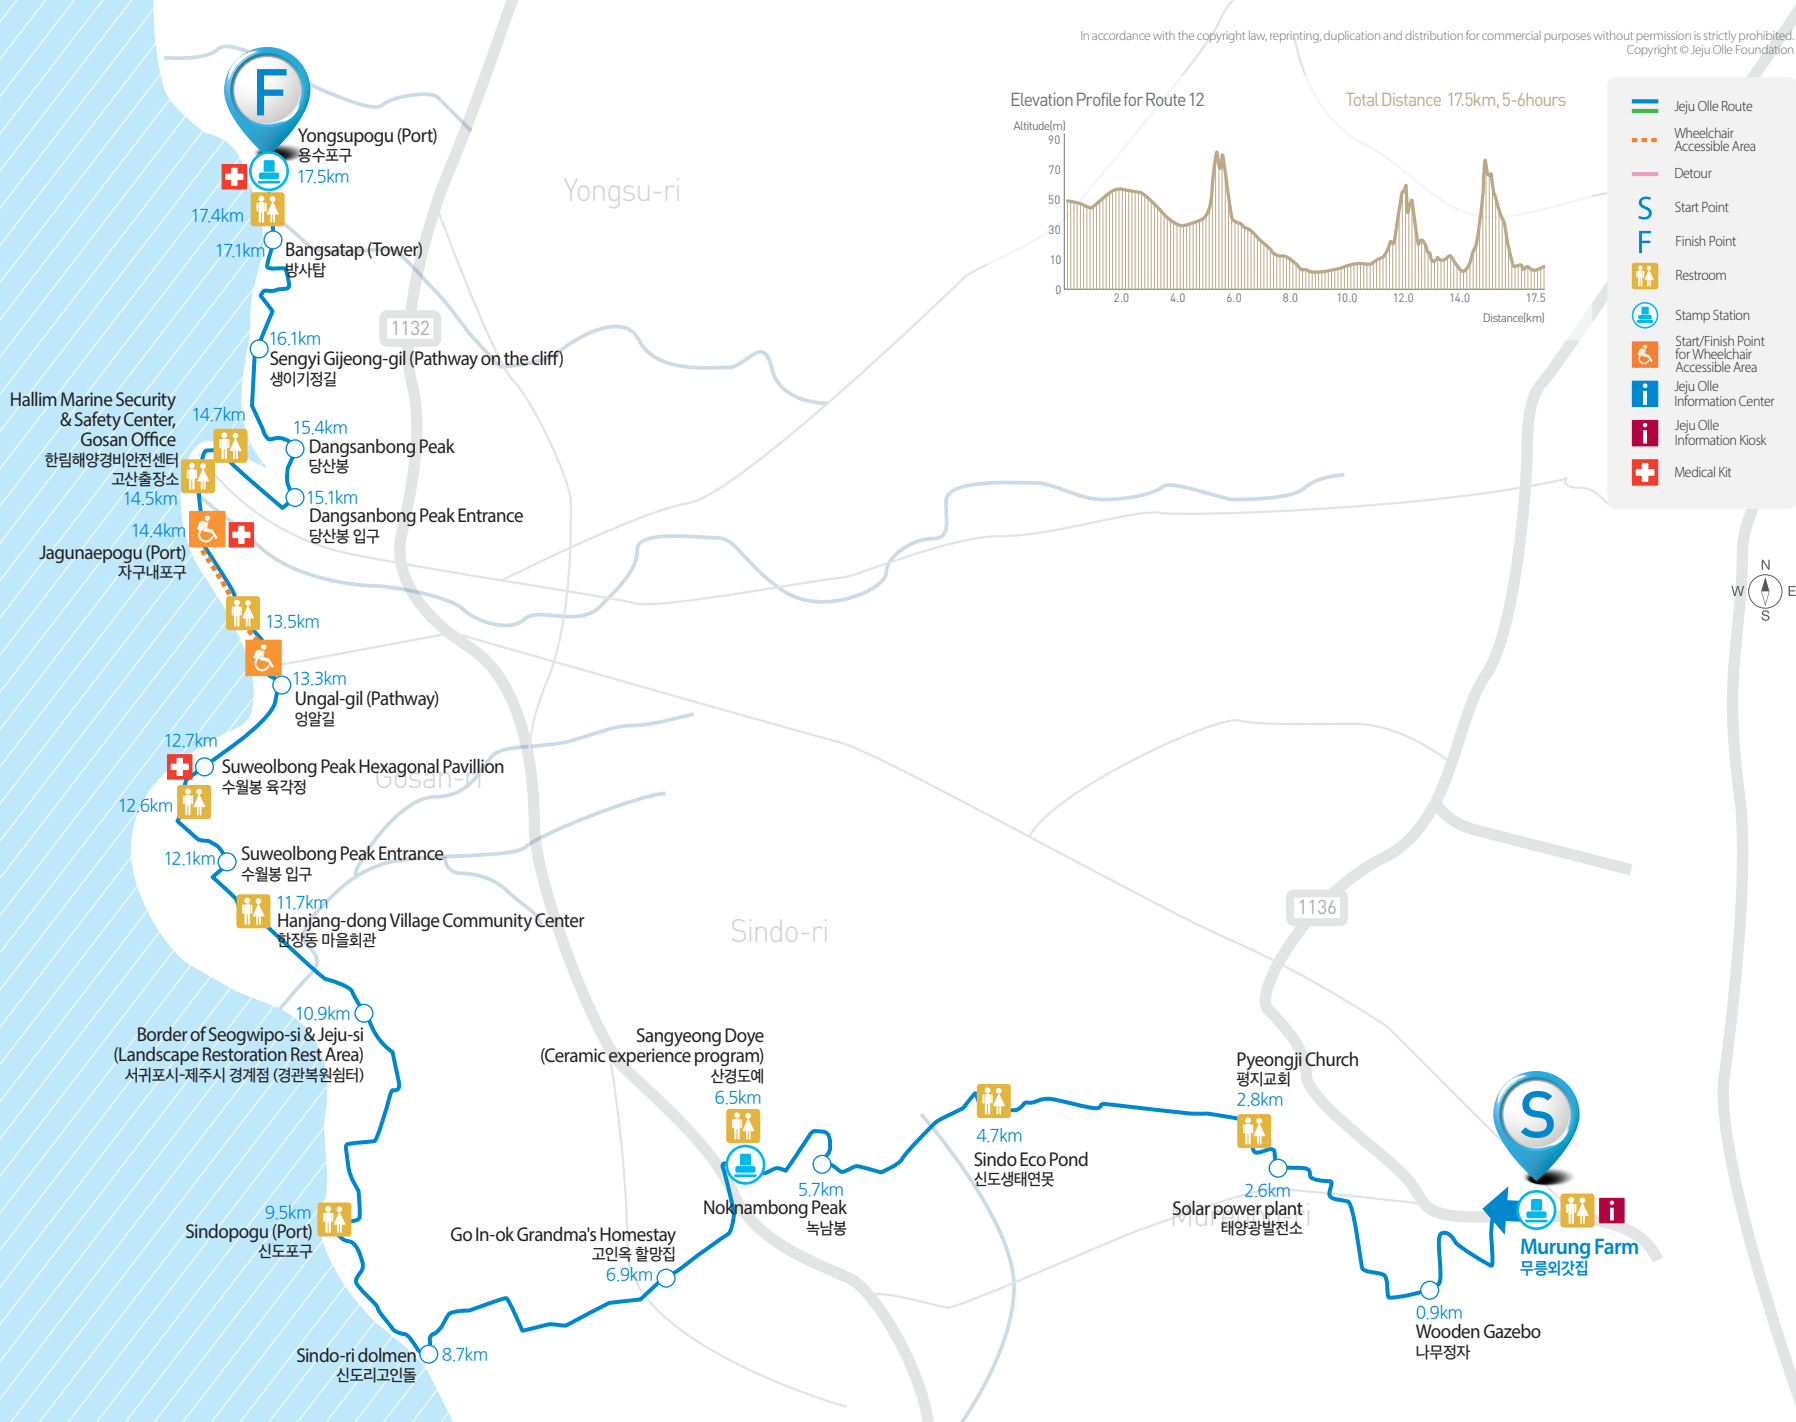 In accordance with the copyright law, reprinting, duplication and distribution for commercial purposes without permission is strictly prohibited.
Copyright © Jeju Olle Foundation
Elevation Profile for Route 12
Total Distance 17.5km, 5-6hours
Altitude(m)
90
70
50
30
10
0
2.0
4.0
6.0
8.0
10.0
12.0
14.0
17.5
Distance(km)
Jeju Olle Route
Wheelchair
Accessible Area
Detour
S
Start Point
F
Finish Point
Restroom
Stamp Station
Start/Finish Point
for Wheelchair
Accessible Area
Jeju Olle
Information Center
Jeju Olle
Information Kiosk
Medical Kit
N
W
E
S
F
Yongsupogu (Port)
용수포구
17.5km
17.4km
17.1km
Bangsatap (Tower)
방사탑
Yongsu-ri
1132
16.1km
Sengyi Gijeong-gil (Pathway on the cliff)
생이기정길
Hallim Marine Security
& Safety Center,
Gosan Office
한림해양경비안전센터
고산출장소
14.5km
14.7km
15.4km
Dangsanbong Peak
당산봉
15.1km
Dangsanbong Peak Entrance
당산봉 입구
14.4km
Jagunaepogu (Port)
자구내포구
13.5km
13.3km
Ungal-gil (Pathway)
엉알길
12.7km
Suweolbong Peak Hexagonal Pavillion
수월봉 육각정
Gosan-ri
12.6km
12.1km
Suweolbong Peak Entrance
수월봉 입구
11.7km
Hanjang-dong Village Community Center
한장동 마을회관
Sindo-ri
1136
10.9km
Border of Seogwipo-si & Jeju-si
(Landscape Restoration Rest Area)
서귀포시-제주시 경계점 (경관복원쉼터)
Sangyeong Doye
(Ceramic experience program)
산경도예
6.5km
Pyeongji Church
평지교회
2.8km
S
4.7km
Sindo Eco Pond
신도생태연못
5.7km
Noknambong Peak
녹남봉
2.6km
Solar power plant
태양광발전소
9.5km
Sindopogu (Port)
신도포구
Go In-ok Grandma's Homestay
고인옥 할망집
6.9km
Murung Farm
무릉외갓집
0.9km
Wooden Gazebo
나무정자
Sindo-ri dolmen
신도리고인돌
8.7km